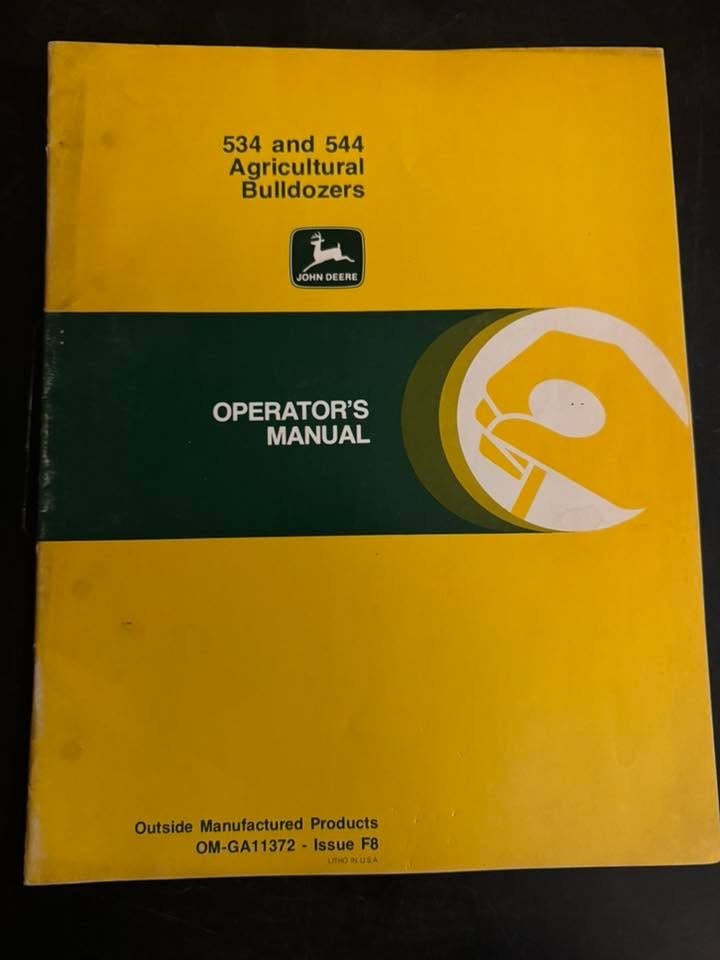 534 and 544
Agricultural
Bulldozers
JOHN DEERE
OPERATOR'S
MANUAL
Outside Manufactured Products
OM-GA11372 - Issue F8
LITHO IN U.S.A.